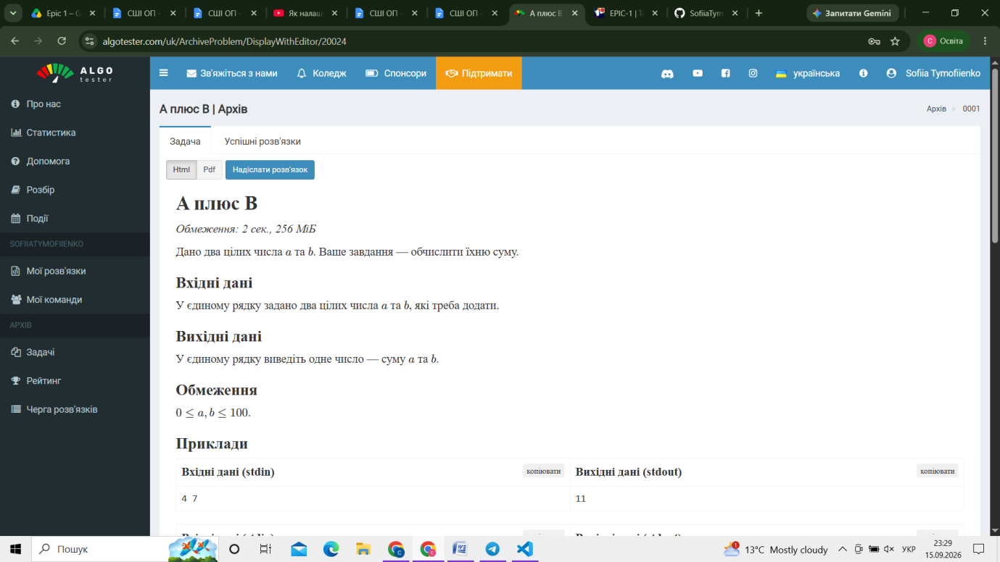 Epic 1 – G
СШІ ОП -
СШІ ОП -
Як налаш
СШІ ОП -
СШІ ОП -
А плюс В
EPIC-1 | Tr
SofiiaTym
Запитати Gemini
algotester.com/uk/ArchiveProblem/DisplayWithEditor/20024
С Освіта
ALGO
tester
Зв'яжіться з нами
Коледж
Спонсори
Підтримати
українська
Sofiia Tymofiienko
Про нас
Статистика
Допомога
Розбір
Події
SOFIIATYMOFIIENKO
Мої розв'язки
Мої команди
АРХІВ
Задачі
Рейтинг
Черга розв'язків
А плюс В | Архів
Архів > 0001
Задача
Успішні розв'язки
Html
Pdf
Надіслати розв'язок
А плюс В
Обмеження: 2 сек., 256 МіБ
Дано два цілих числа a та b. Ваше завдання — обчислити їхню суму.
Вхідні дані
У єдиному рядку задано два цілих числа a та b, які треба додати.
Вихідні дані
У єдиному рядку виведіть одне число — суму a та b.
Обмеження
0 ≤ a, b ≤ 100.
Приклади
Вхідні дані (stdin)
копіювати
Вихідні дані (stdout)
копіювати
4 7
11
Пошук
1
13°C Mostly cloudy
УКР
23:29
15.09.2026